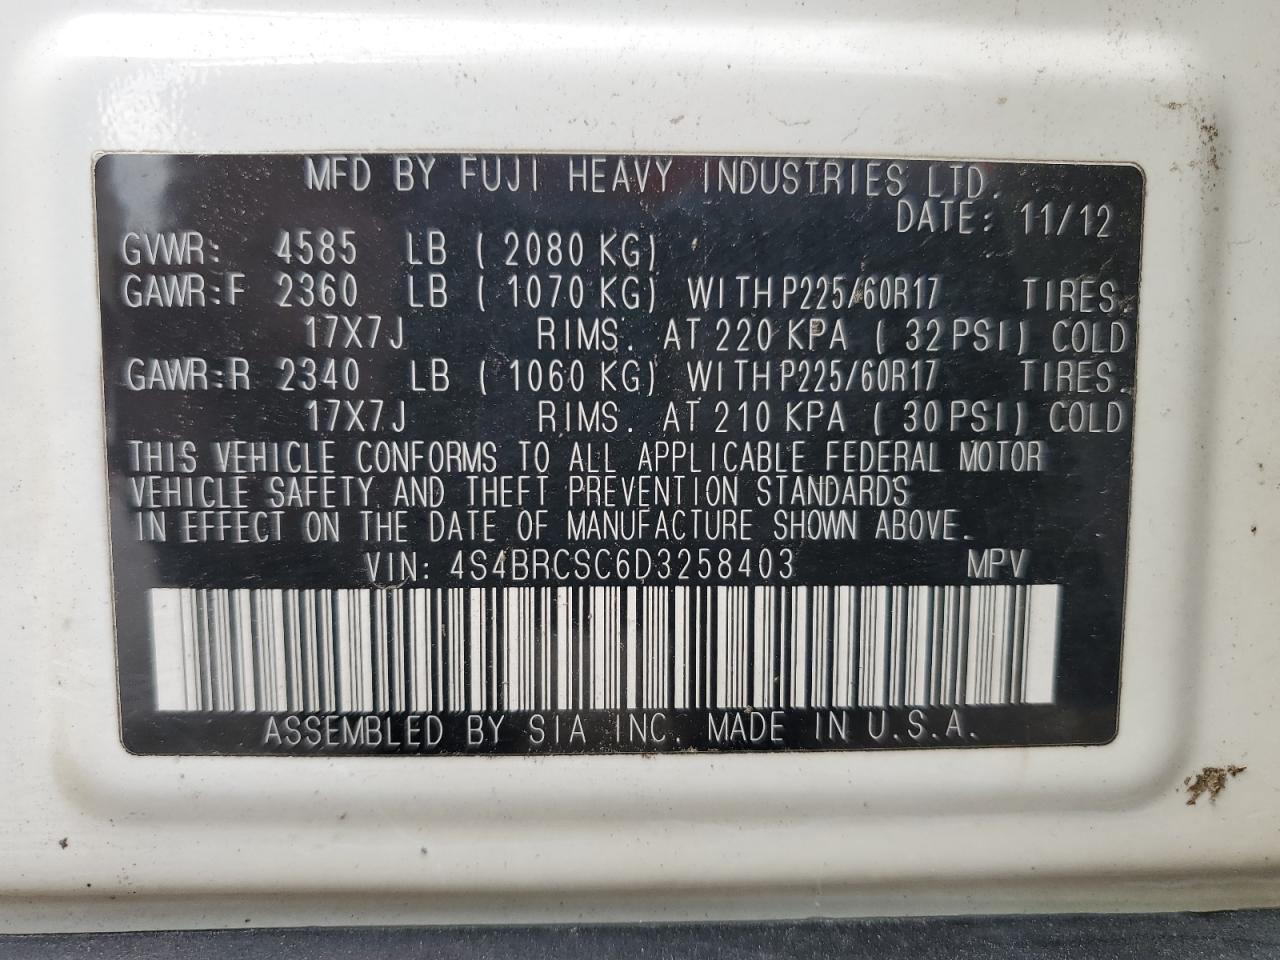 MFD BY FUJI HEAVY INDUSTRIES LTD.
DATE: 11/12
GVWR: 4585 LB ( 2080 KG)
GAWR:F 2360 LB ( 1070 KG) WITH P225/60R17 TIRES,
17X7J RIMS. AT 220 KPA ( 32 PSI) COLD
GAWR:R 2340 LB ( 1060 KG) WITH P225/60R17 TIRES,
17X7J RIMS. AT 210 KPA ( 30 PSI) COLD
THIS VEHICLE CONFORMS TO ALL APPLICABLE FEDERAL MOTOR
VEHICLE SAFETY AND THEFT PREVENTION STANDARDS
IN EFFECT ON THE DATE OF MANUFACTURE SHOWN ABOVE.
VIN: 4S4BRCSC6D3258403 MPV
ASSEMBLED BY SIA INC. MADE IN U.S.A.